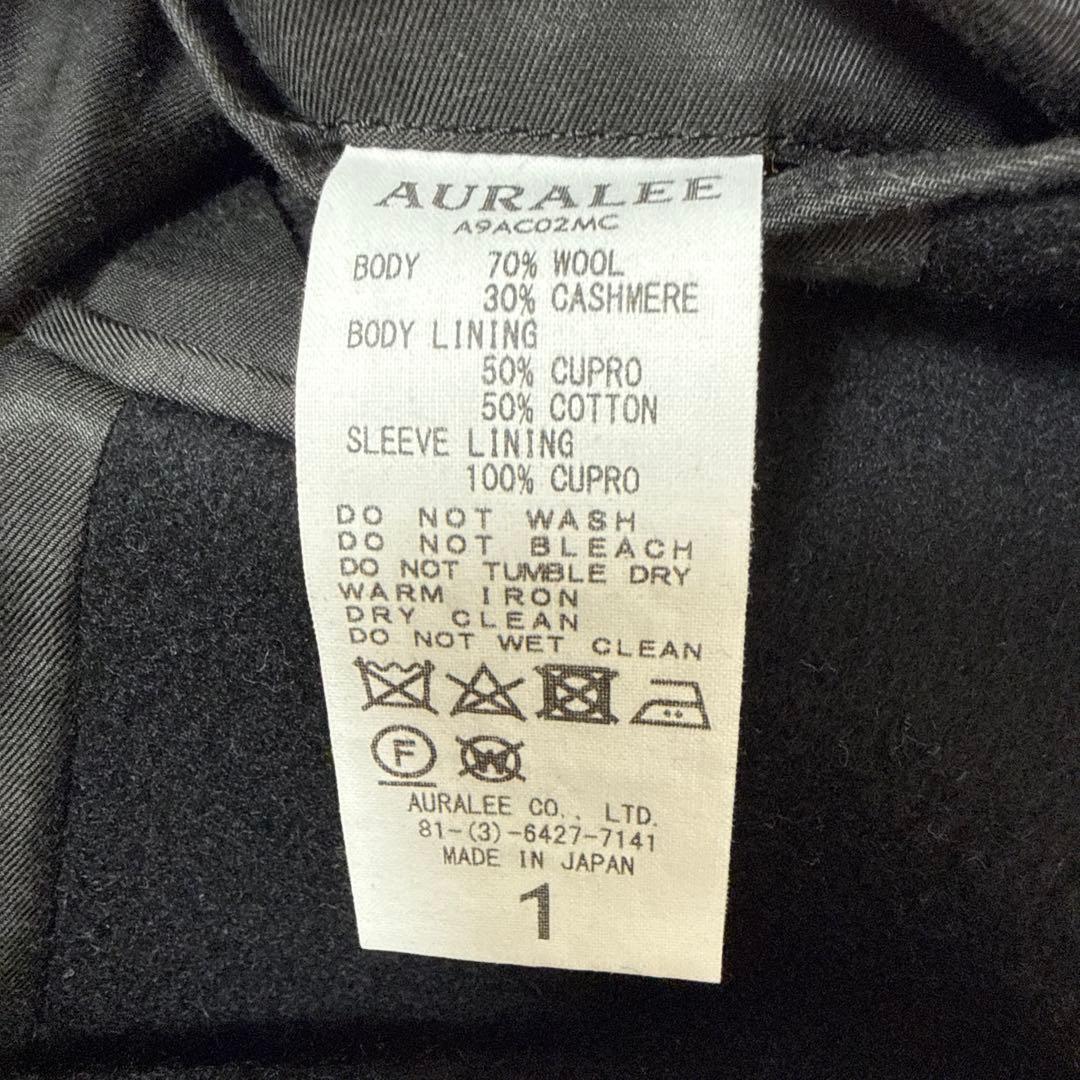 AURALEE
A9AC02MC
BODY 70% WOOL
30% CASHMERE
BODY LINING
50% CUPRO
50% COTTON
SLEEVE LINING
100% CUPRO
DO NOT WASH
DO NOT BLEACH
DO NOT TUMBLE DRY
WARM IRON
DRY CLEAN
DO NOT WET CLEAN
F W
AURALEE CO., LTD.
81-(3)-6427-7141
MADE IN JAPAN
1